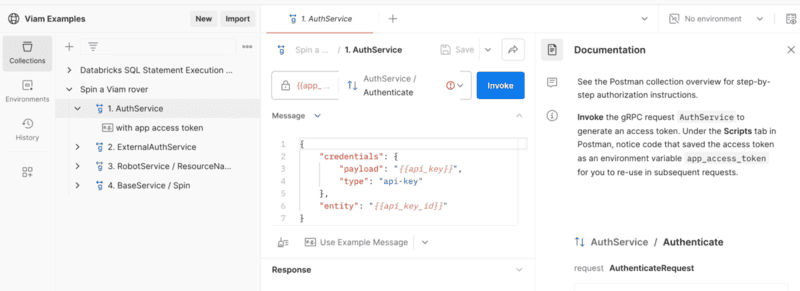 Viam Examples
New
Import
1. AuthService
No environment
Collections
Environments
History
Databricks SQL Statement Execution ...
Spin a Viam rover
1. AuthService
with app access token
2. ExternalAuthService
3. RobotService / ResourceNa...
4. BaseService / Spin
Spin a ... / 1. AuthService
Save
{{app_ ...
AuthService /
Authenticate
Invoke
Message
1 {
2 "credentials": {
3 "payload": "{{api_key}}",
4 "type": "api-key"
5 },
6 "entity": "{{api_key_id}}"
7 }
Use Example Message
Response
Documentation
See the Postman collection overview for step-by-
step authorization instructions.
Invoke the gRPC request AuthService to
generate an access token. Under the Scripts tab in
Postman, notice code that saved the access token
as an environment variable app_access_token
for you to re-use in subsequent requests.
AuthService / Authenticate
request AuthenticateRequest